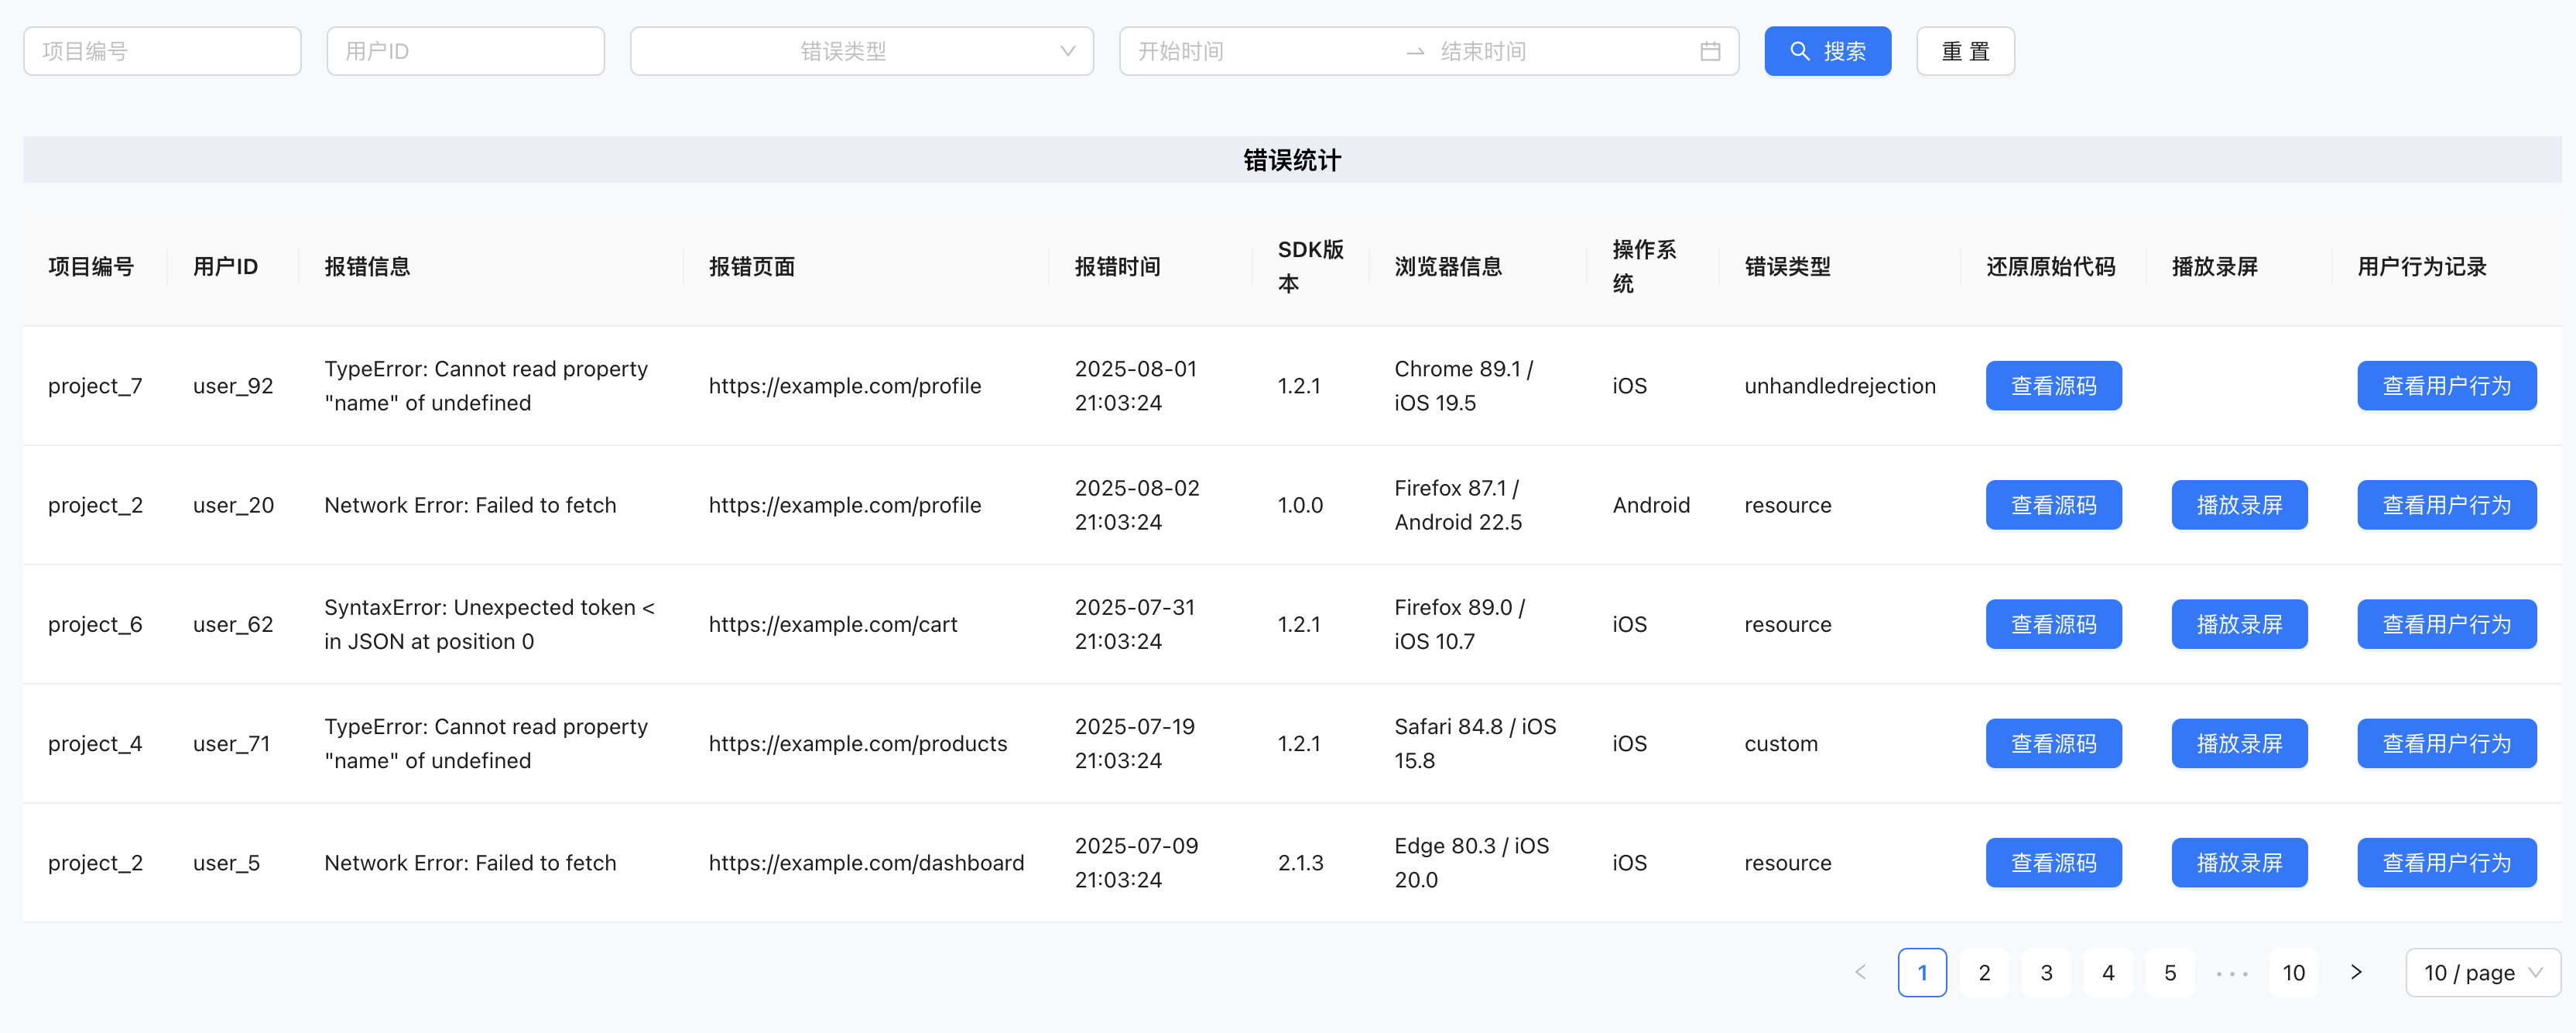 项目编号 用户ID 错误类型 开始时间 → 结束时间 搜索 重 置
错误统计
项目编号 用户ID 报错信息 报错页面 报错时间 SDK版本 浏览器信息 操作系统 错误类型 还原原始代码 播放录屏 用户行为记录
project_7 user_92 TypeError: Cannot read property "name" of undefined https://example.com/profile 2025-08-01 21:03:24 1.2.1 Chrome 89.1 / iOS 19.5 iOS unhandledrejection 查看源码 查看用户行为
project_2 user_20 Network Error: Failed to fetch https://example.com/profile 2025-08-02 21:03:24 1.0.0 Firefox 87.1 / Android 22.5 Android resource 查看源码 播放录屏 查看用户行为
project_6 user_62 SyntaxError: Unexpected token < in JSON at position 0 https://example.com/cart 2025-07-31 21:03:24 1.2.1 Firefox 89.0 / iOS 10.7 iOS resource 查看源码 播放录屏 查看用户行为
project_4 user_71 TypeError: Cannot read property "name" of undefined https://example.com/products 2025-07-19 21:03:24 1.2.1 Safari 84.8 / iOS 15.8 iOS custom 查看源码 播放录屏 查看用户行为
project_2 user_5 Network Error: Failed to fetch https://example.com/dashboard 2025-07-09 21:03:24 2.1.3 Edge 80.3 / iOS 20.0 iOS resource 查看源码 播放录屏 查看用户行为
< 1 2 3 4 5 ••• 10 > 10 / page